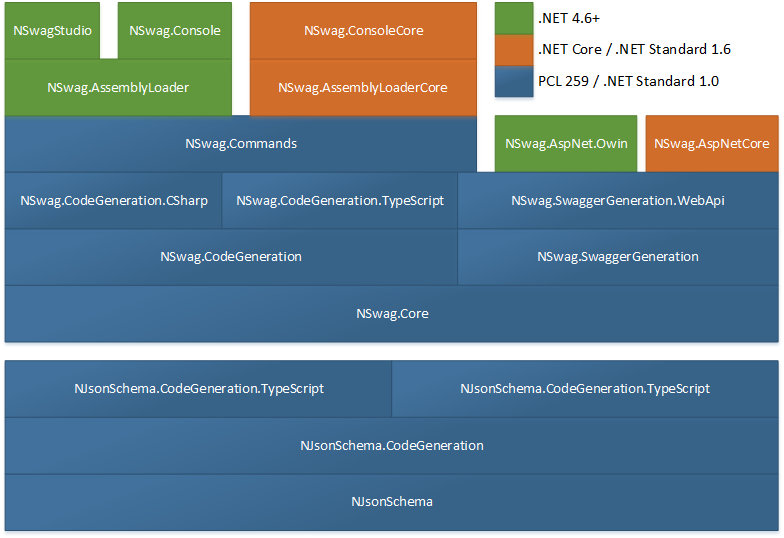 NSwagStudio
NSwag.Console
NSwag.ConsoleCore
.NET 4.6+
.NET Core / .NET Standard 1.6
PCL 259 / .NET Standard 1.0
NSwag.AssemblyLoader
NSwag.AssemblyLoaderCore
NSwag.Commands
NSwag.AspNet.Owin
NSwag.AspNetCore
NSwag.CodeGeneration.CSharp
NSwag.CodeGeneration.TypeScript
NSwag.SwaggerGeneration.WebApi
NSwag.CodeGeneration
NSwag.SwaggerGeneration
NSwag.Core
NJsonSchema.CodeGeneration.TypeScript
NJsonSchema.CodeGeneration.TypeScript
NJsonSchema.CodeGeneration
NJsonSchema